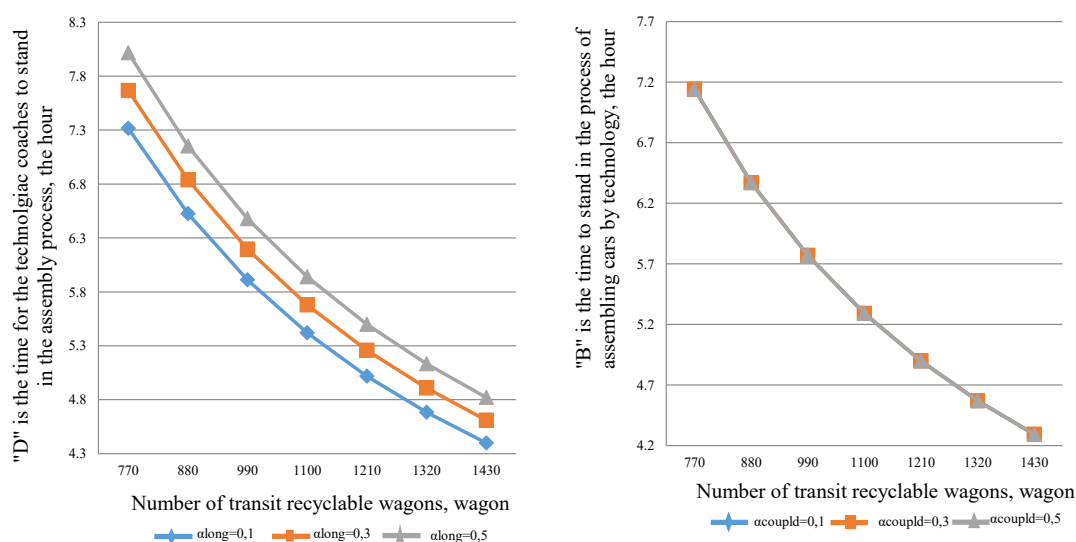 "D" is the time for the technolgiac coaches to stand
in the assembly process, the hour
8.3
7.8
7.3
6.8
6.3
5.8
5.3
4.8
4.3
770 880 990 1100 1210 1320 1430
Number of transit recyclable wagons, wagon
αlong=0,1 αlong=0,3 αlong=0,5
"B" is the time to stand in the process of
assembling cars by technology, the hour
7.7
7.2
6.7
6.2
5.7
5.2
4.7
4.2
770 880 990 1100 1210 1320 1430
Number of transit recyclable wagons, wagon
αcoupld=0,1 αcoupld=0,3 αcoupld=0,5